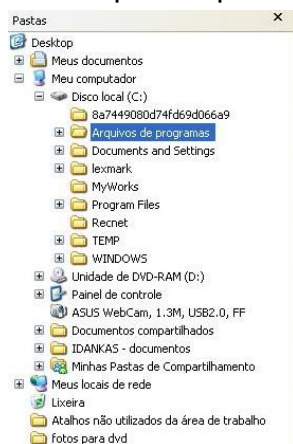 Pastas
Desktop
Meus documentos
Meu computador
Disco local (C:)
8a7449080d74fd69d066a9
Arquivos de programas
Documents and Settings
lexmark
MyWorks
Program Files
Recnet
TEMP
WINDOWS
Unidade de DVD-RAM (D:)
Painel de controle
ASUS WebCam, 1.3M, USB2.0, FF
Documentos compartilhados
IDANKAS - documentos
Minhas Pastas de Compartilhamento
Meus locais de rede
Lixeira
Atalhos não utilizados da área de trabalho
fotos para dvd